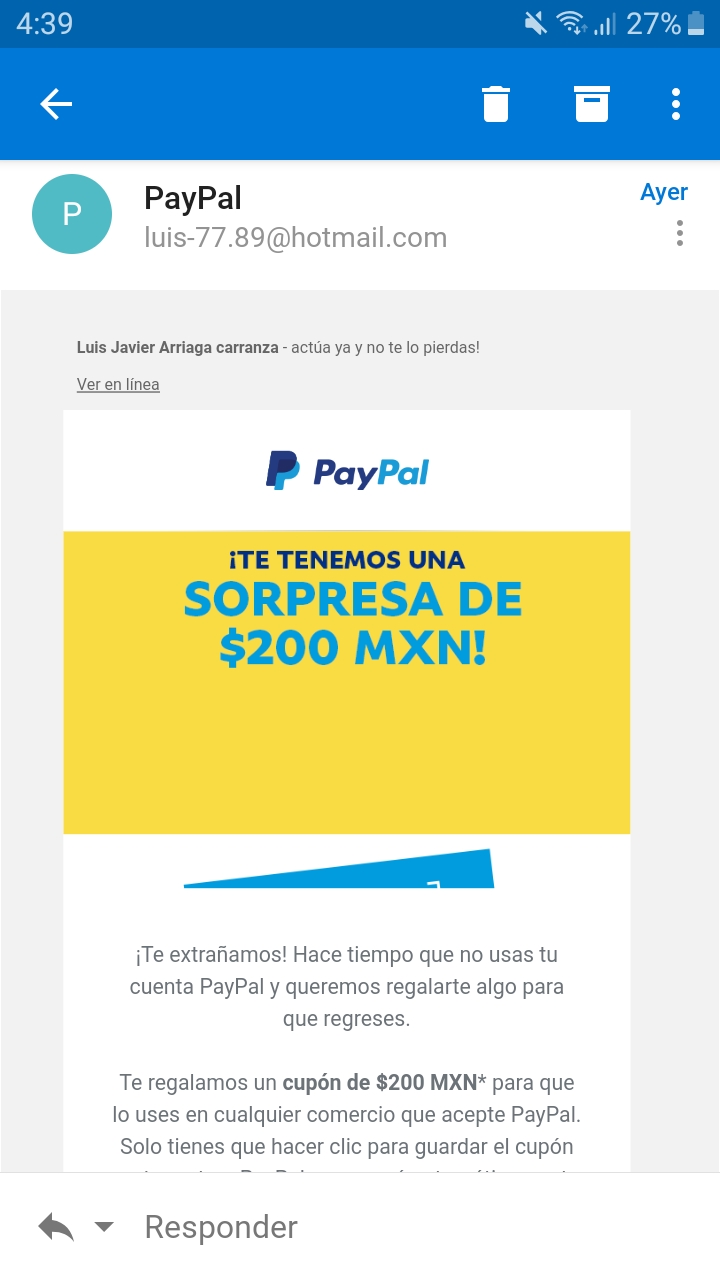 4:39
27%
PayPal
Ayer
P
luis-77.89@hotmail.com
Luis Javier Arriaga carranza - actúa ya y no te lo pierdas!
Ver en línea
PayPal
¡TE TENEMOS UNA
SORPRESA DE
$200 MXN!
¡Te extrañamos! Hace tiempo que no usas tu
cuenta PayPal y queremos regalarte algo para
que regreses.
Te regalamos un cupón de $200 MXN* para que
lo uses en cualquier comercio que acepte PayPal.
Solo tienes que hacer clic para guardar el cupón
Responder